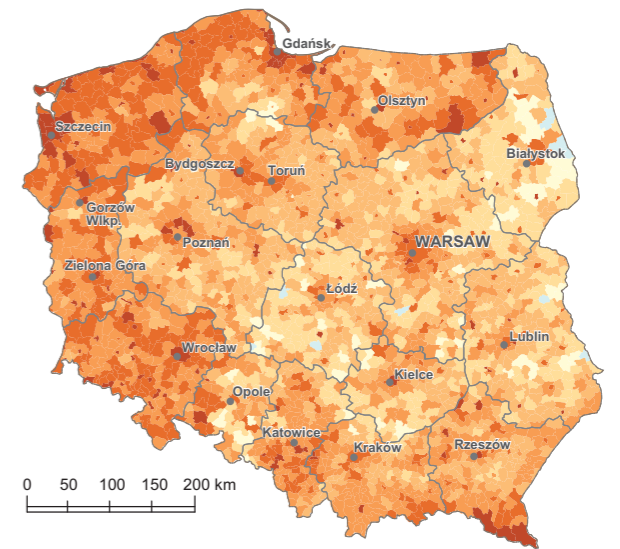 Gdańsk
Olsztyn
Szczecin
Białystok
Bydgoszcz
Toruń
Gorzów
Wlkp.
Poznań
WARSAW
Zielona Góra
Łódź
Lublin
Wrocław
Kielce
Opole
Katowice
Kraków
Rzeszów
0 50 100 150 200 km